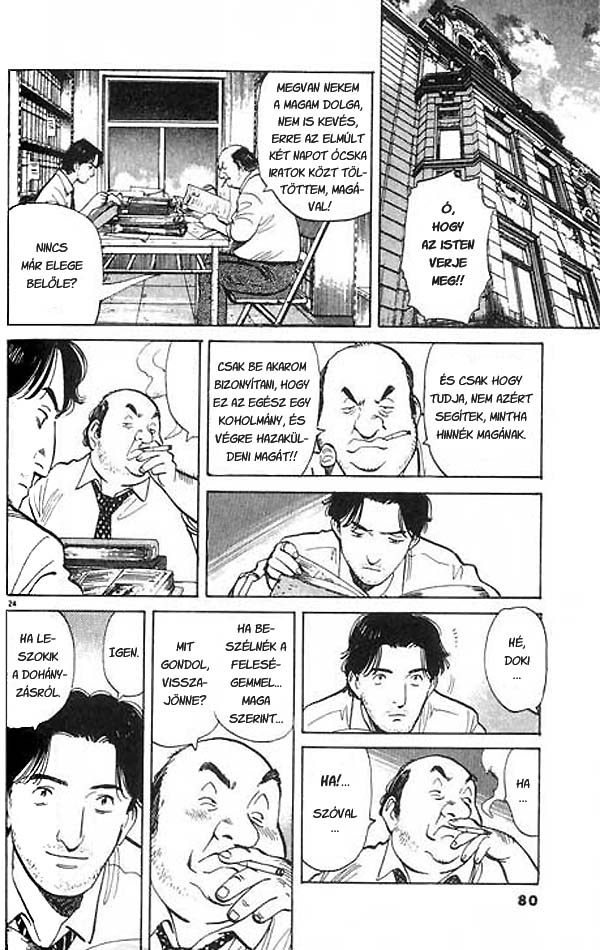 Ó,
HOGY
AZ ISTEN
VERJE
MEG!!
MEGVAN NEKEM
A MAGAM DOLGA,
NEM IS KEVÉS,
ERRE AZ ELMÚLT
KÉT NAPOT ÓCSKA
IRATOK KÖZT TÖL-
TÖTTEM, MAGÁ-
VAL!
NINCS
MÁR ELEGE
BELŐLE?
ÉS CSAK HOGY
TUDJA, NEM AZÉRT
SEGÍTEK, MINTHA
HINNÉK MAGÁNAK.
CSAK BE AKAROM
BIZONYÍTANI, HOGY
EZ AZ EGÉSZ EGY
KOHOLMÁNY, ÉS
VÉGRE HAZAKÜL-
DENI MAGÁT!!
24
HÉ,
DOKI
...
HA
...
HA!...
SZÓVAL
...
HA BE-
SZÉLNÉK A
FELESÉ-
GEMMEL...
MAGA
SZERINT...
MIT
GONDOL,
VISSZA-
JÖNNE?
IGEN.
HA LE-
SZOKIK
A DOHÁNY-
ZÁSRÓL.
80